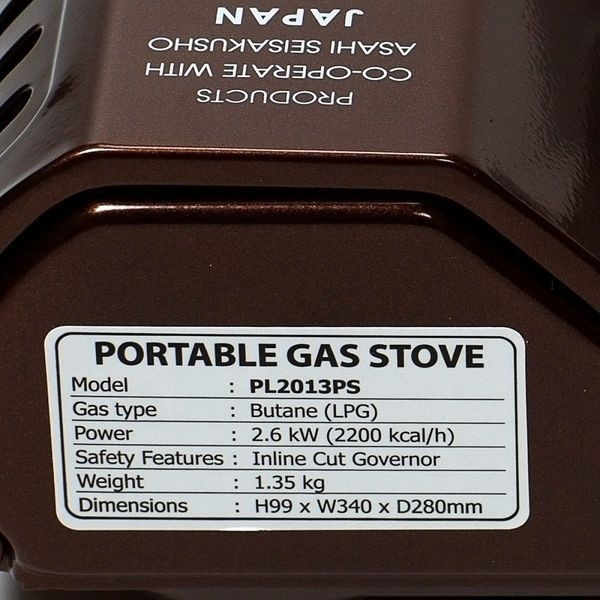 PRODUCTS
CO-OPERATE WITH
ASAHI SEISAKUSHO
JAPAN
PORTABLE GAS STOVE
Model : PL2013PS
Gas type : Butane (LPG)
Power : 2.6 kW (2200 kcal/h)
Safety Features : Inline Cut Governor
Weight : 1.35 kg
Dimensions : H99 x W340 x D280mm